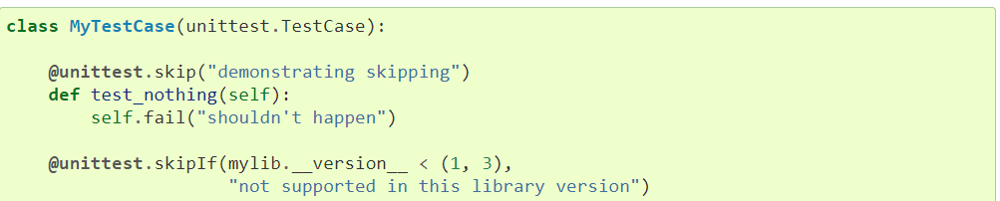 class MyTestCase(unittest.TestCase):
    @unittest.skip("demonstrating skipping")
    def test_nothing(self):
        self.fail("shouldn't happen")
    @unittest.skipIf(mylib.__version__ < (1, 3),
                     "not supported in this library version")